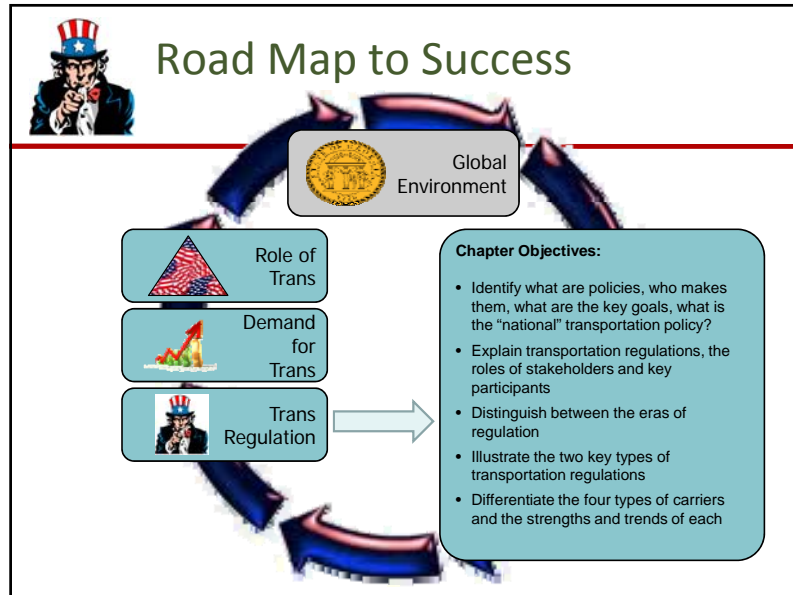 Road Map to Success
Global
Environment
Role of
Trans
Demand
for
Trans
Trans
Regulation
Chapter Objectives:
• Identify what are policies, who makes
them, what are the key goals, what is
the “national” transportation policy?
• Explain transportation regulations, the
roles of stakeholders and key
participants
• Distinguish between the eras of
regulation
• Illustrate the two key types of
transportation regulations
• Differentiate the four types of carriers
and the strengths and trends of each